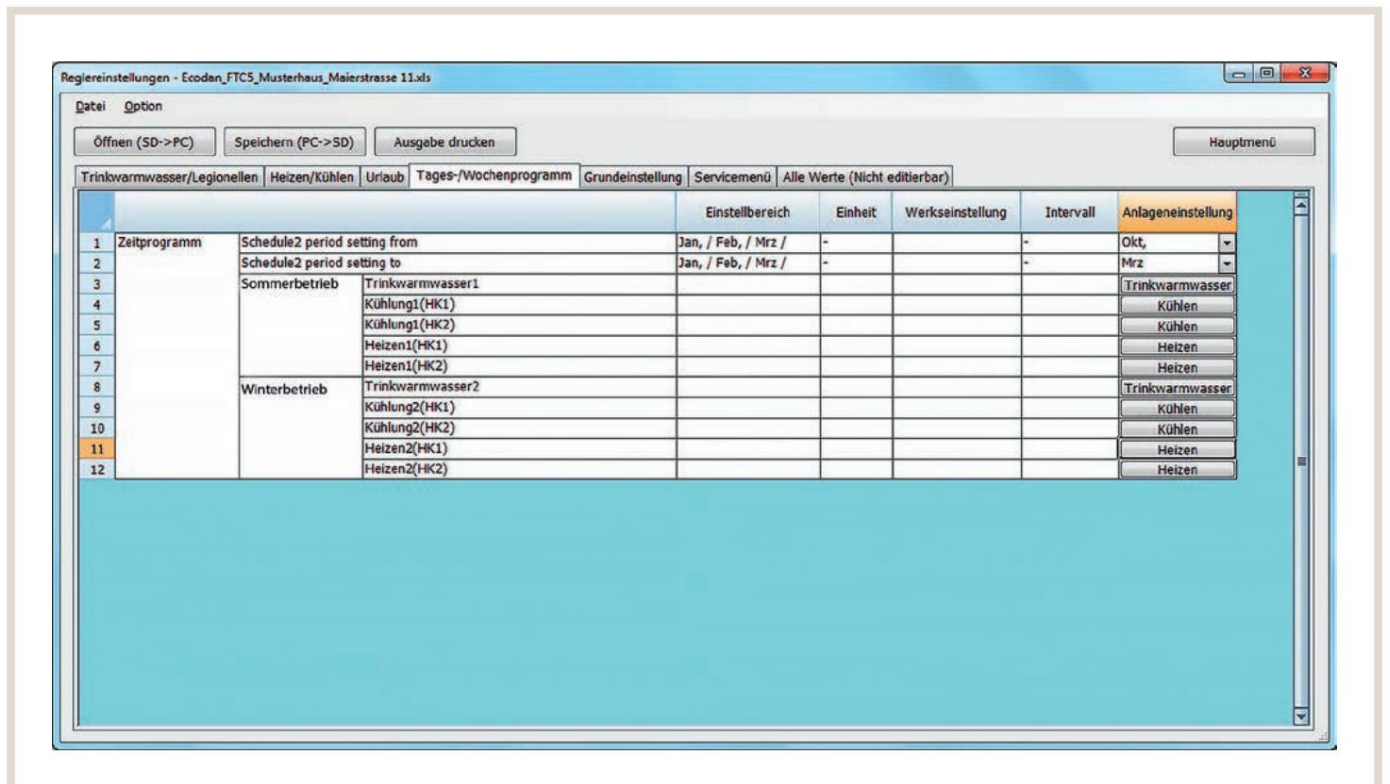 Reglereinstellungen - Ecodan_FTC5_Musterhaus_Maierstrasse 11.xls
Datei Option
Öffnen (SD->PC) Speichern (PC->SD) Ausgabe drucken Hauptmenü
Trinkwarmwasser/Legionellen Heizen/Kühlen Urlaub Tages-/Wochenprogramm Grundeinstellung Servicemenü Alle Werte (Nicht editierbar)
Einstellbereich Einheit Werkseinstellung Intervall Anlageneinstellung
1 Zeitprogramm Schedule2 period setting from Jan, / Feb, / Mrz / - - Okt,
2 Schedule2 period setting to Jan, / Feb, / Mrz / - - Mrz
3 Sommerbetrieb Trinkwarmwasser1 Trinkwarmwasser
4 Kühlung1(HK1) Kühlen
5 Kühlung1(HK2) Kühlen
6 Heizen1(HK1) Heizen
7 Heizen1(HK2) Heizen
8 Winterbetrieb Trinkwarmwasser2 Trinkwarmwasser
9 Kühlung2(HK1) Kühlen
10 Kühlung2(HK2) Kühlen
11 Heizen2(HK1) Heizen
12 Heizen2(HK2) Heizen